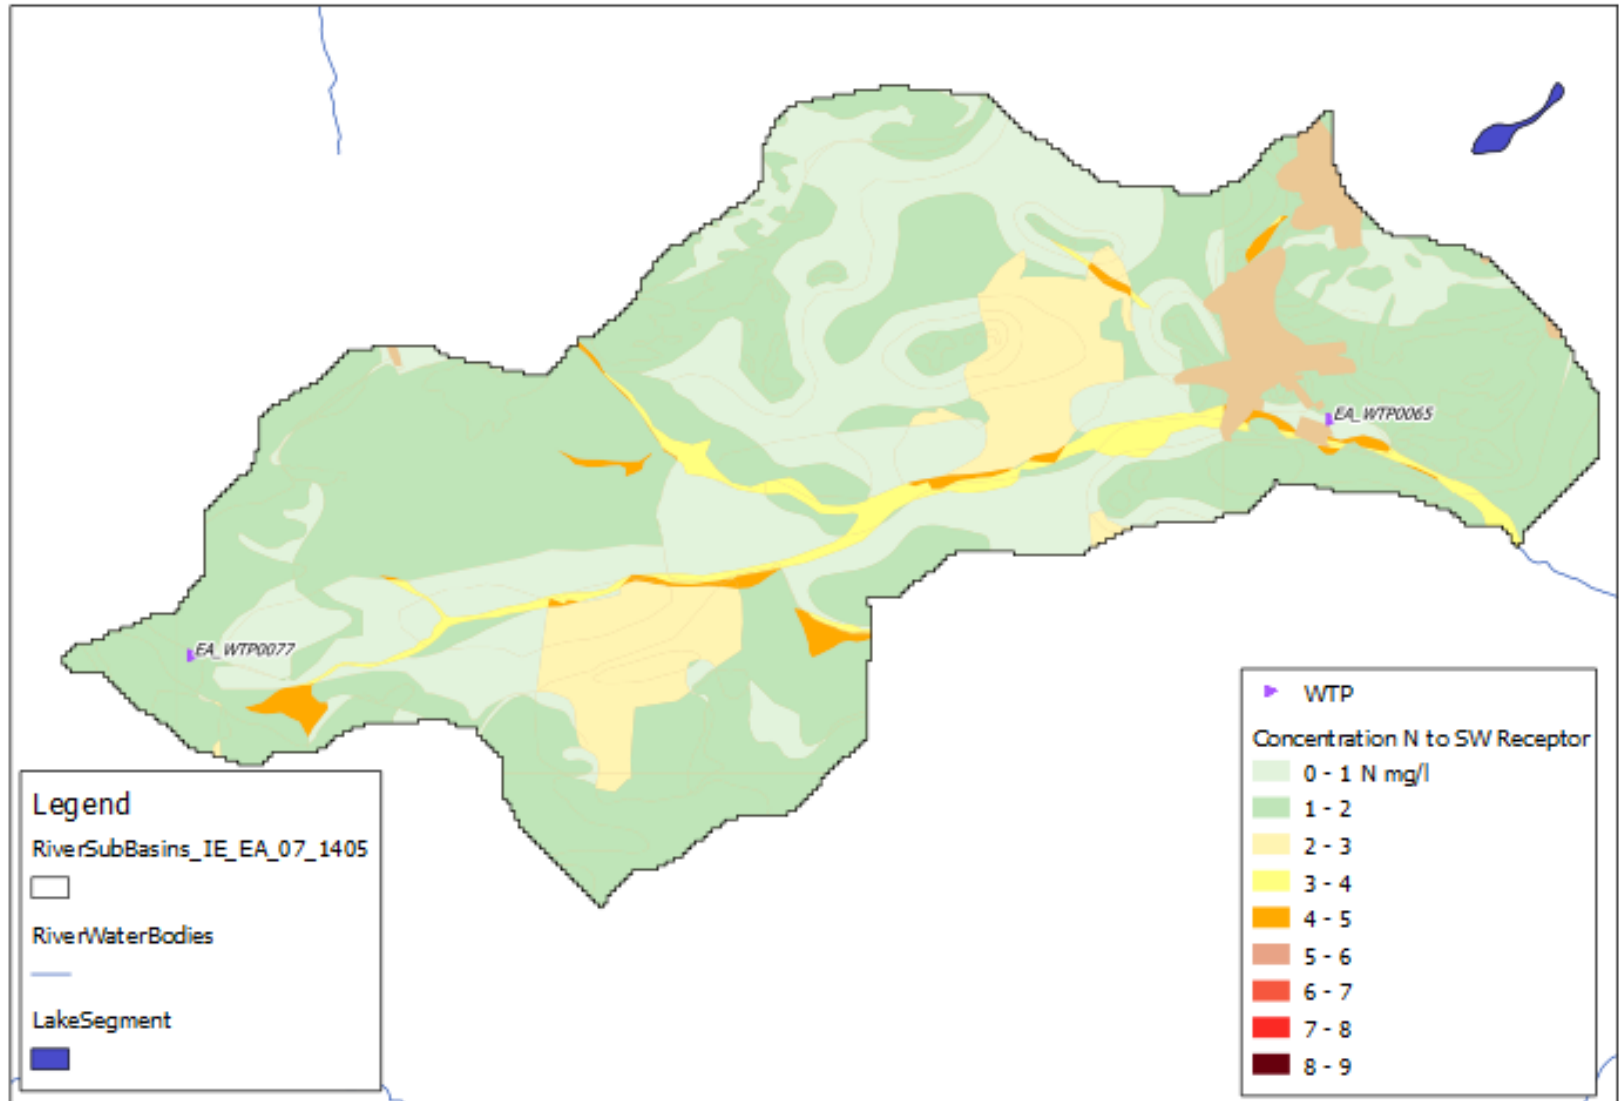 EA_WTP0065
EA_WTP0077
Legend
RiverSubBasins_IE_EA_07_1405
RiverWaterBodies
LakeSegment
WTP
Concentration N to SW Receptor
0 - 1 N mg/l
1 - 2
2 - 3
3 - 4
4 - 5
5 - 6
6 - 7
7 - 8
8 - 9